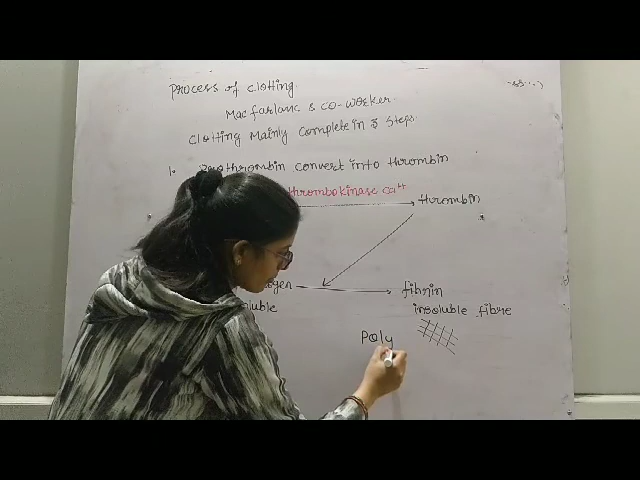 Process of clotting.
Macfarlane & co-worker.
Clotting Mainly Complete in 3 Steps.
1. Prothrombin convert into thrombin
thrombokinase Ca++
thrombin
fibrin
insoluble fibre
Poly